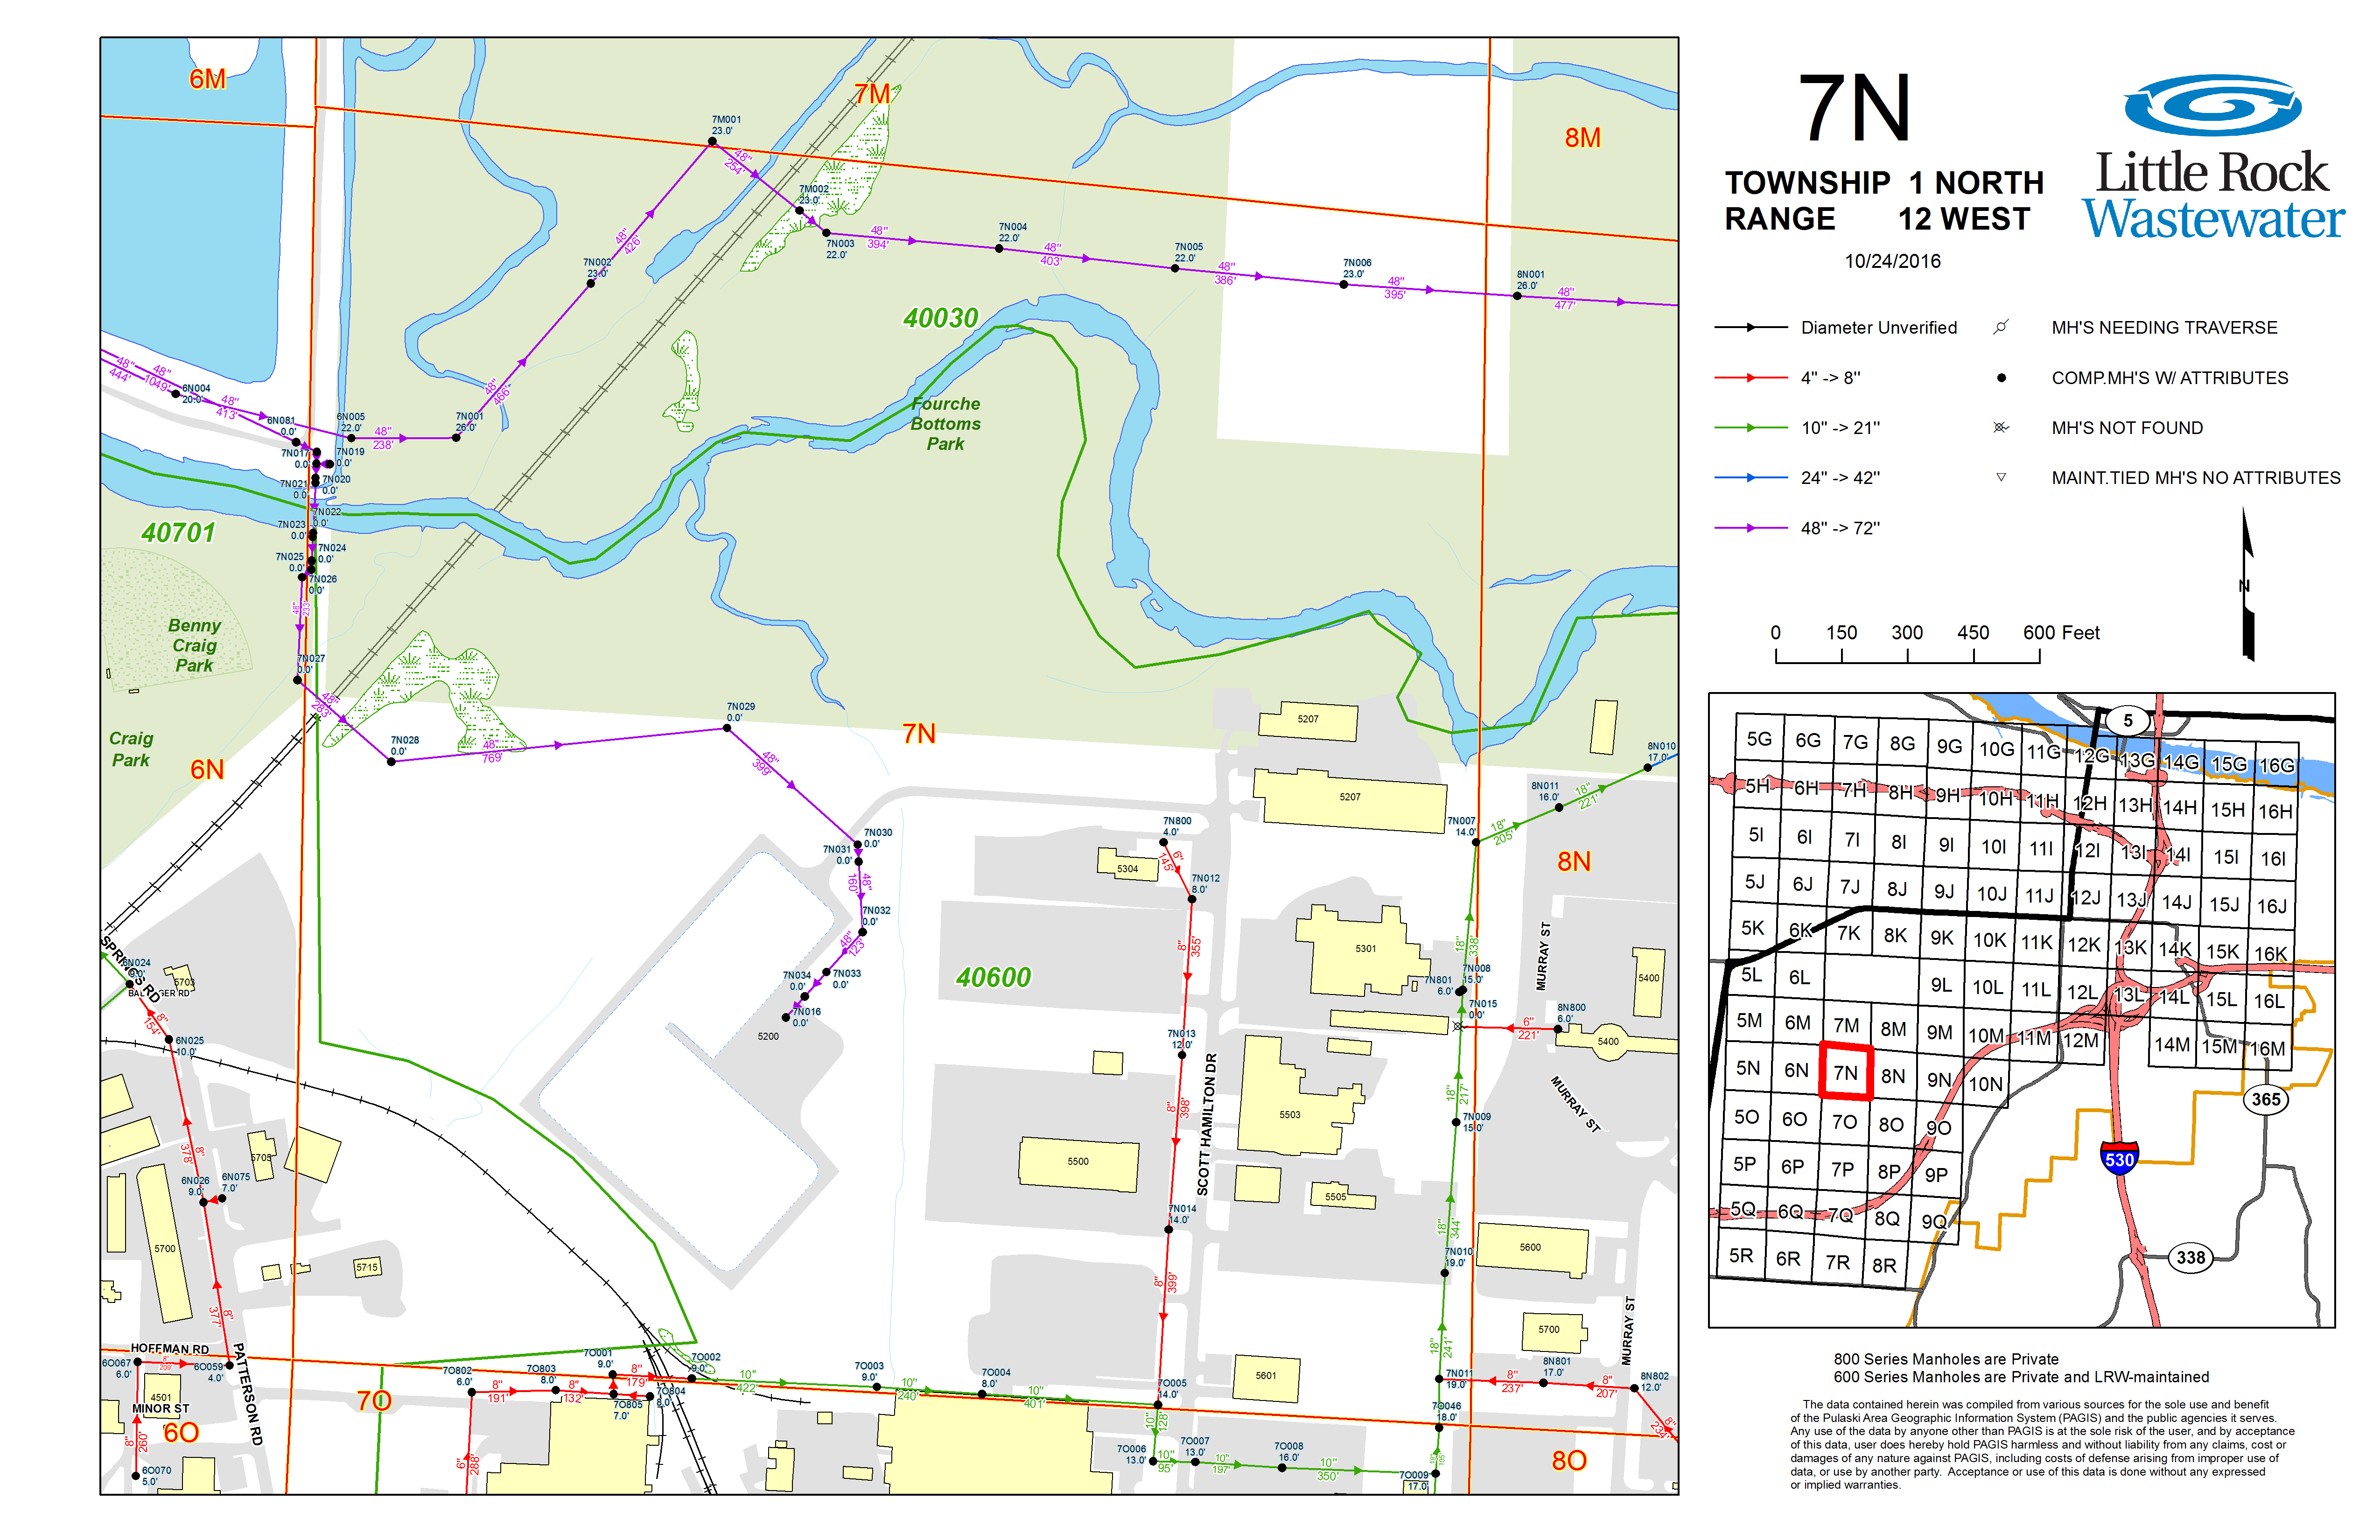 7N
TOWNSHIP 1 NORTH
RANGE 12 WEST
10/24/2016
Little Rock
Wastewater
Diameter Unverified
4" -> 8"
10" -> 21"
24" -> 42"
48" -> 72"
MH'S NEEDING TRAVERSE
COMP.MH'S W/ ATTRIBUTES
MH'S NOT FOUND
MAINT.TIED MH'S NO ATTRIBUTES
N
0 150 300 450 600 Feet
6M
7M
8M
7M001
23.0'
48"
254'
7M002
23.0'
7N003
22.0'
48"
394'
7N004
22.0'
48"
403'
7N005
22.0'
48"
386'
7N006
23.0'
48"
395'
8N001
26.0'
48"
477'
7N002
23.0'
48"
426'
48"
466'
7N001
26.0'
48"
238'
6N005
22.0'
48"
444'
48"
1049'
6N004
20.0'
48"
413'
6N081
0.0'
7N017
0.0'
7N019
0.0'
7N020
0.0'
7N021
0.0'
7N022
0.0'
7N023
0.0'
7N024
0.0'
7N025
0.0'
7N026
0.0'
48"
233'
7N027
0.0'
48"
283'
7N028
0.0'
48"
769'
7N029
0.0'
48"
399'
7N030
0.0'
7N031
0.0'
48"
160'
7N032
0.0'
48"
123'
7N033
0.0'
7N034
0.0'
7N016
0.0'
5200
40030
Fourche
Bottoms
Park
40701
Benny
Craig
Park
Craig
Park
6N
7N
8N
40600
5207
5207
8N010
17.0'
8N011
16.0'
18"
221'
18"
205'
7N007
14.0'
7N800
4.0'
6"
145'
5304
7N012
8.0'
8"
355'
5301
18"
338'
7N008
15.0'
7N801
6.0'
7N015
0.0'
8N800
6.0'
6"
221'
5400
5400
MURRAY ST
MURRAY ST
MURRAY ST
7N013
12.0'
8"
398'
SCOTT HAMILTON DR
5503
18"
217'
7N009
15.0'
5500
5505
7N014
14.0'
18"
344'
7N010
19.0'
5600
8"
399'
18"
241'
5700
5601
7N011
19.0'
8"
237'
8N801
17.0'
8"
207'
8N802
12.0'
8"
234'
7O046
18.0'
7O009
17.0'
8O
SPRINGS RD
6N024
9.0'
5703
8"
154'
6N025
10.0'
8"
378'
5705
6N075
7.0'
6N026
9.0'
5700
5715
8"
377'
HOFFMAN RD
PATTERSON RD
6O067
6.0'
8"
209'
6O059
4.0'
4501
MINOR ST
6O
8"
260'
6O070
5.0'
7O
7O802
6.0'
8"
191'
7O803
8.0'
8"
132'
7O001
9.0'
8"
179'
7O002
9.0'
7O804
8.0'
7O805
7.0'
6"
288'
10"
422'
7O003
9.0'
10"
240'
7O004
8.0'
10"
401'
7O005
14.0'
10"
128'
7O006
13.0'
10"
95'
7O007
13.0'
10"
197'
7O008
16.0'
10"
350'
5G 6G 7G 8G 9G 10G 11G 12G 13G 14G 15G 16G
5H 6H 7H 8H 9H 10H 11H 12H 13H 14H 15H 16H
5I 6I 7I 8I 9I 10I 11I 12I 13I 14I 15I 16I
5J 6J 7J 8J 9J 10J 11J 12J 13J 14J 15J 16J
5K 6K 7K 8K 9K 10K 11K 12K 13K 14K 15K 16K
5L 6L 9L 10L 11L 12L 13L 14L 15L 16L
5M 6M 7M 8M 9M 10M 11M 12M 14M 15M 16M
5N 6N 7N 8N 9N 10N
5O 6O 7O 8O 9O
5P 6P 7P 8P 9P
5Q 6Q 7Q 8Q 9Q
5R 6R 7R 8R
5
365
530
338
800 Series Manholes are Private
600 Series Manholes are Private and LRW-maintained
The data contained herein was compiled from various sources for the sole use and benefit
of the Pulaski Area Geographic Information System (PAGIS) and the public agencies it serves.
Any use of the data by anyone other than PAGIS is at the sole risk of the user, and by acceptance
of this data, user does hereby hold PAGIS harmless and without liability from any claims, cost or
damages of any nature against PAGIS, including costs of defense arising from improper use of
data, or use by another party. Acceptance or use of this data is done without any expressed
or implied warranties.